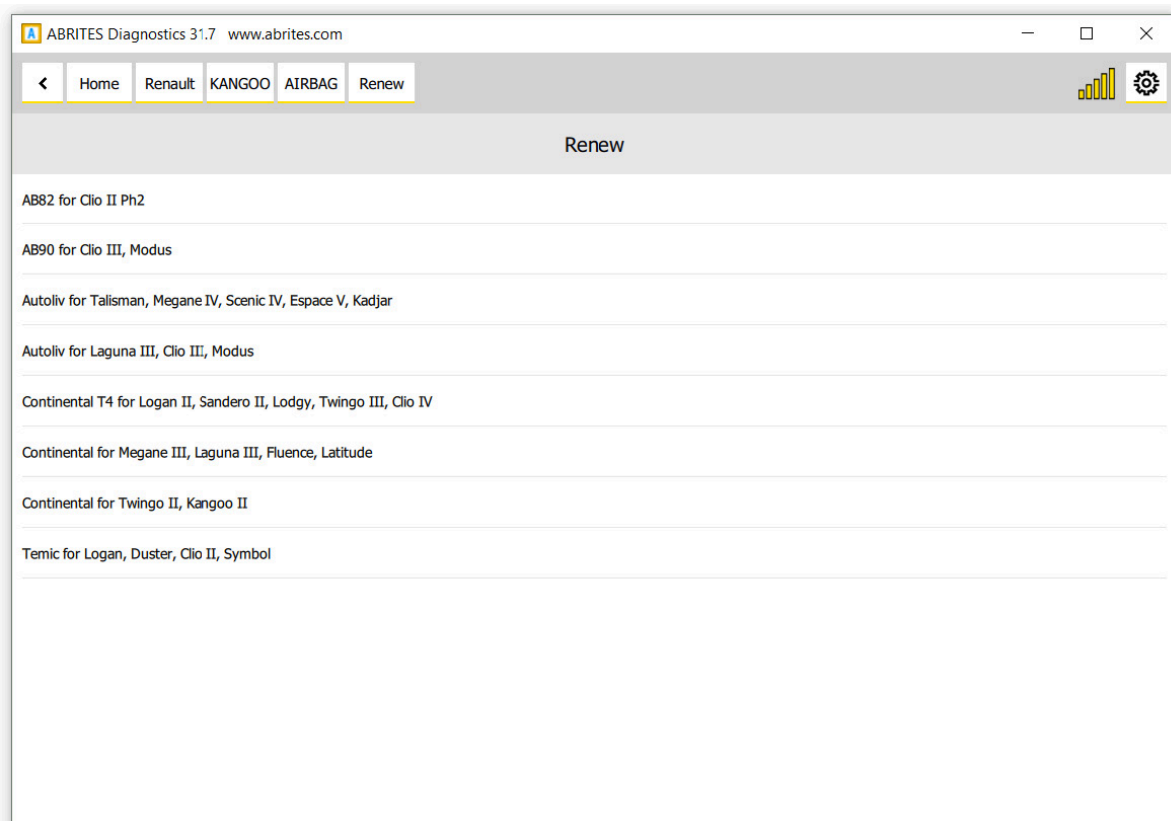 ABRITES Diagnostics 31.7 www.abrites.com
Home Renault KANGOO AIRBAG Renew
Renew
AB82 for Clio II Ph2
AB90 for Clio III, Modus
Autoliv for Talisman, Megane IV, Scenic IV, Espace V, Kadjar
Autoliv for Laguna III, Clio III, Modus
Continental T4 for Logan II, Sandero II, Lodgy, Twingo III, Clio IV
Continental for Megane III, Laguna III, Fluence, Latitude
Continental for Twingo II, Kangoo II
Temic for Logan, Duster, Clio II, Symbol